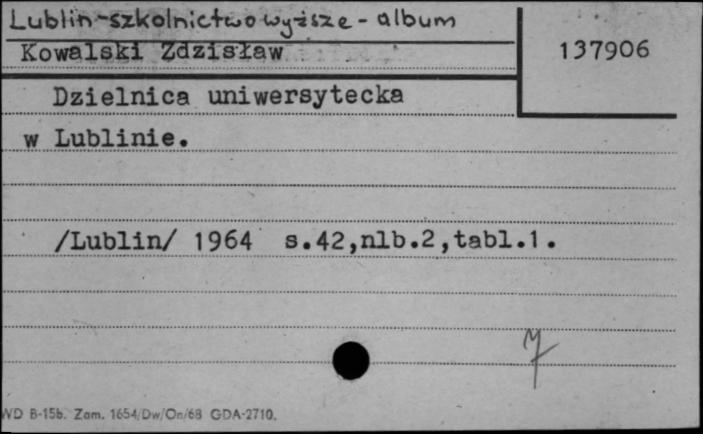 Lublin-szkolnictwo wyższe - album
Kowalski Zdzisław
137906
Dzielnica uniwersytecka
w Lublinie.
/Lublin/ 1964 s.42,nlb.2,tabl.1.
WD B-15b. Zam. 1654/Dw/On/68 GDA-2710.